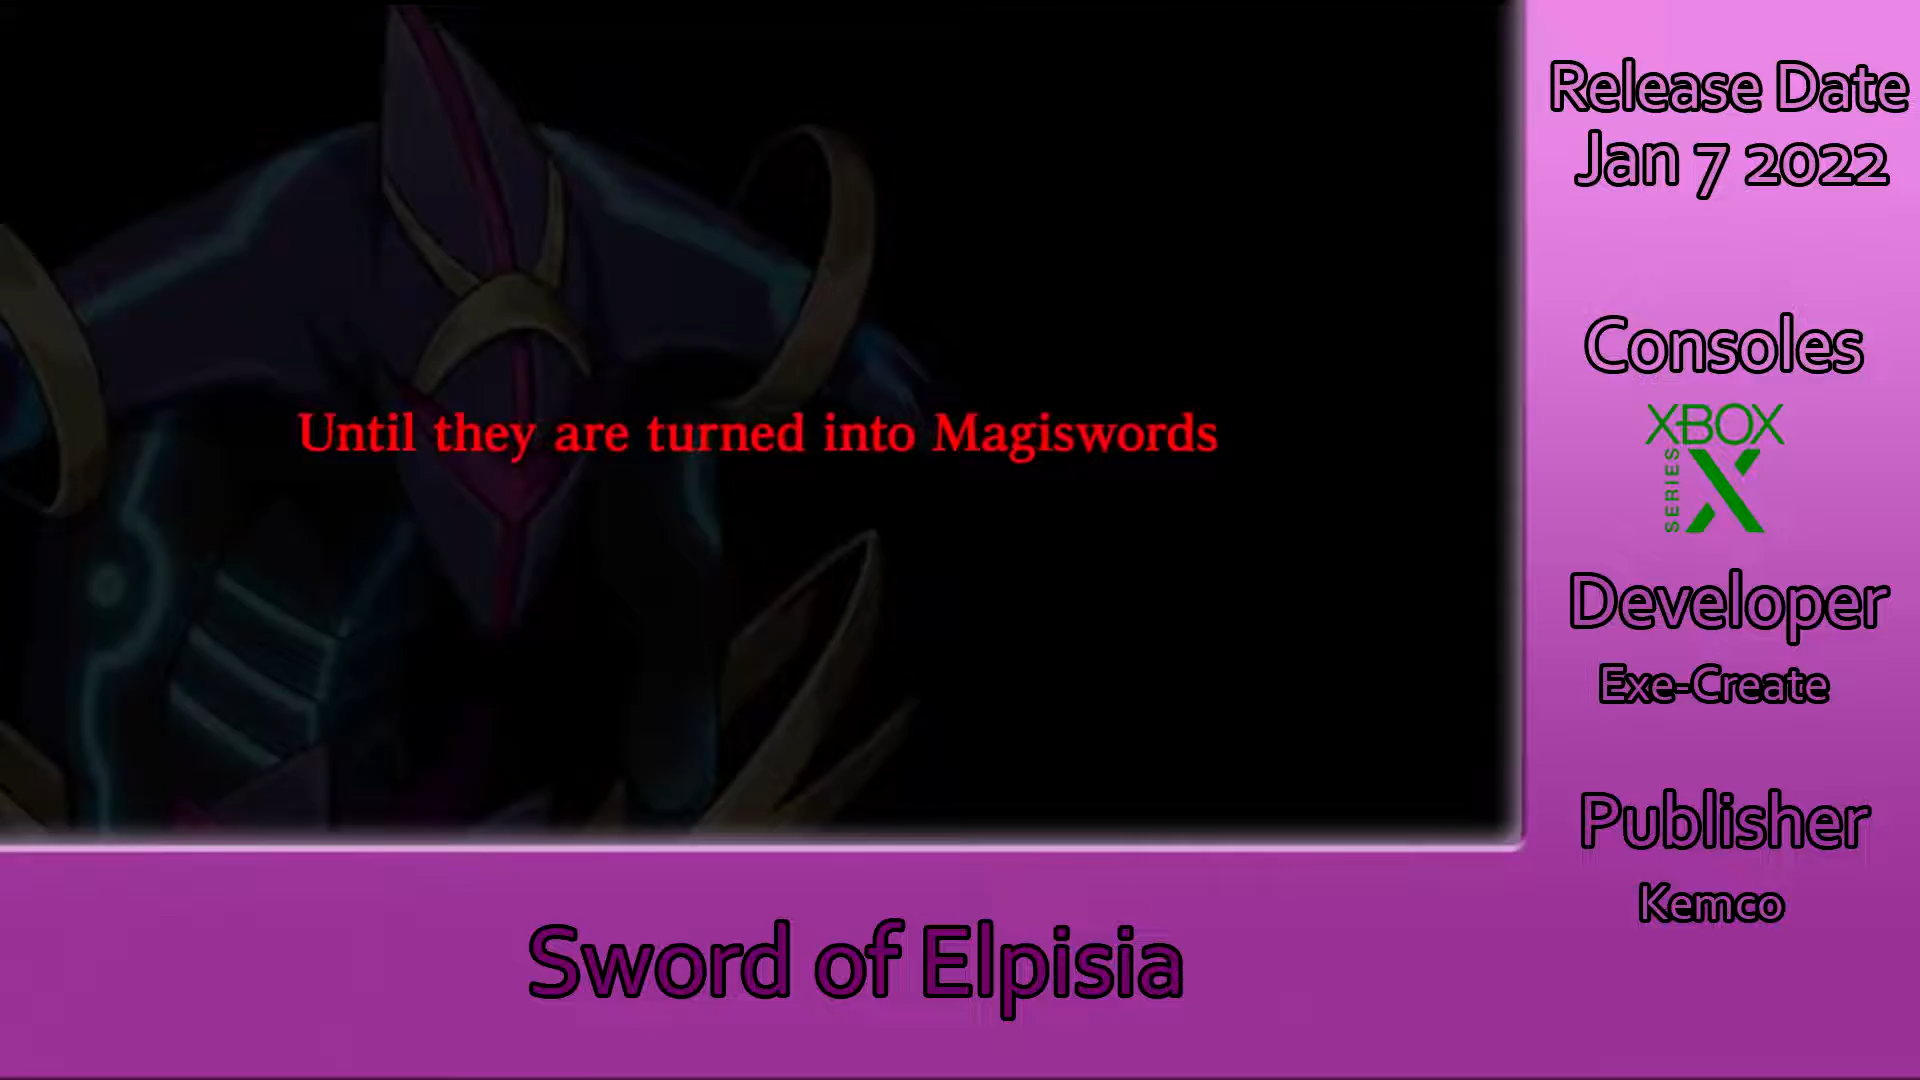 Until they are turned into Magiswords
Release Date
Jan 7 2022
Consoles
XBOX
SERIES X
Developer
Exe-Create
Publisher
Kemco
Sword of Elpisia